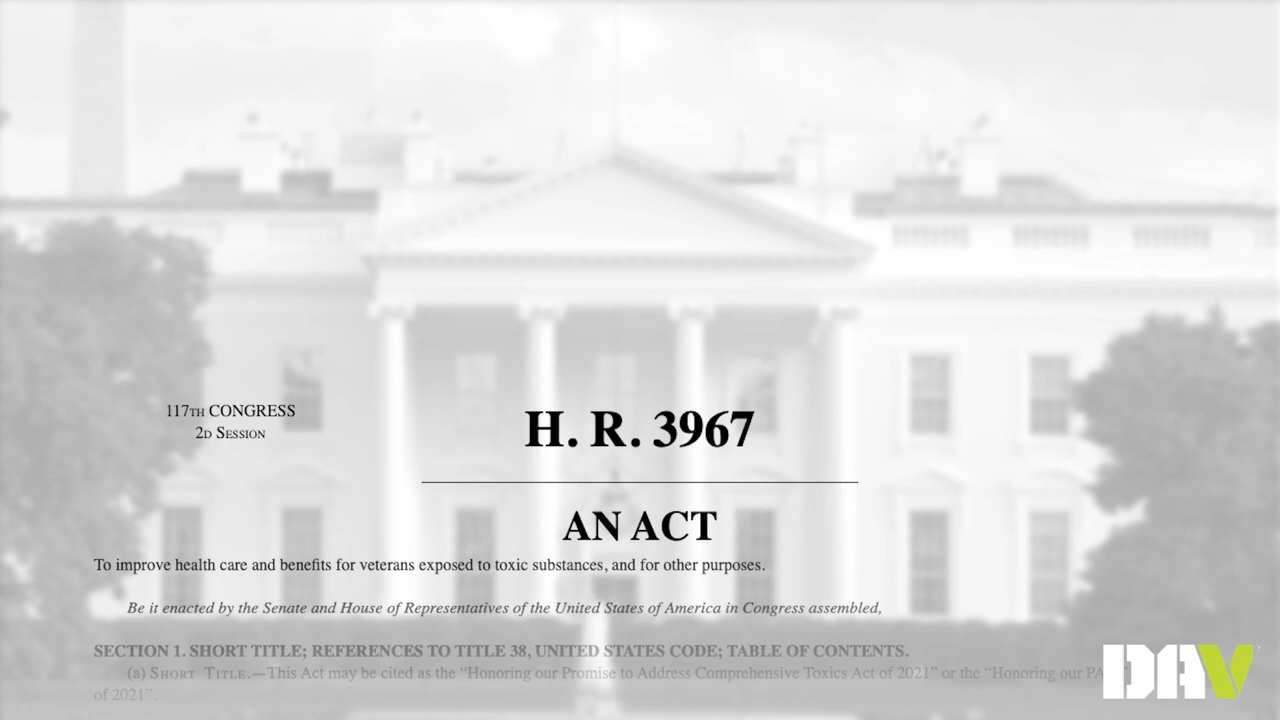 117TH CONGRESS
2D SESSION
H. R. 3967
AN ACT
To improve health care and benefits for veterans exposed to toxic substances, and for other purposes.
Be it enacted by the Senate and House of Representatives of the United States of America in Congress assembled,
SECTION 1. SHORT TITLE; REFERENCES TO TITLE 38, UNITED STATES CODE; TABLE OF CONTENTS.
(a) SHORT TITLE.—This Act may be cited as the “Honoring our Promise to Address Comprehensive Toxics Act of 2021” or the “Honoring our
of 2021”.
DAV